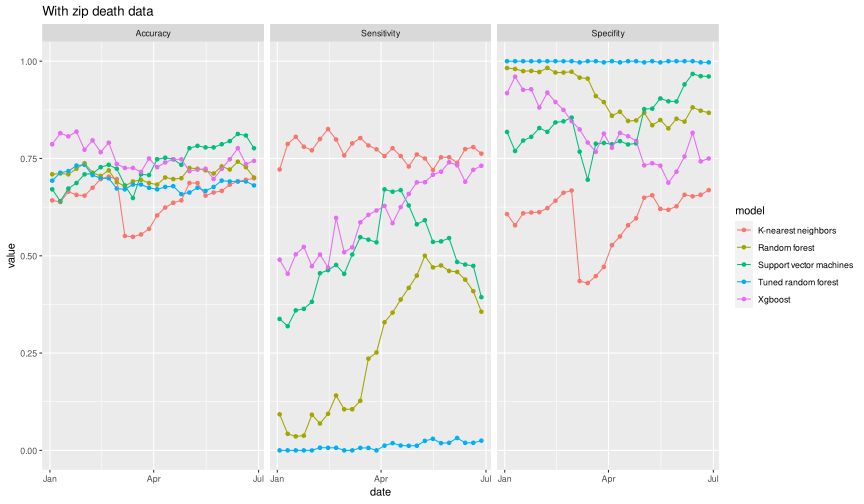 With zip death data
Accuracy
Sensitivity
Specifity
value
1.00
0.75
0.50
0.25
0.00
Jan
Apr
Jul
Jan
Apr
Jul
Jan
Apr
Jul
date
model
K-nearest neighbors
Random forest
Support vector machines
Tuned random forest
Xgboost